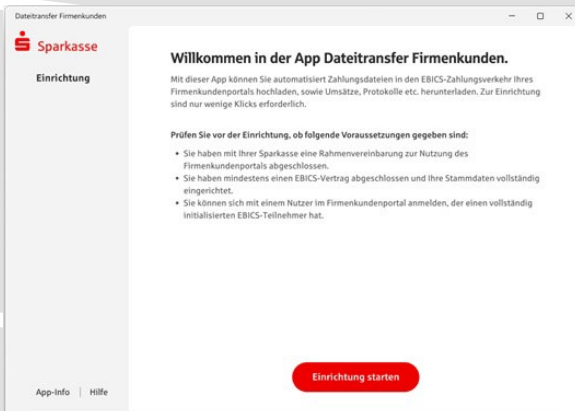 Dateitransfer Firmenkunden
Sparkasse
Einrichtung
Willkommen in der App Dateitransfer Firmenkunden.
Mit dieser App können Sie automatisiert Zahlungsdateien in den EBICS-Zahlungsverkehr Ihres
Firmenkundenportals hochladen, sowie Umsätze, Protokolle etc. herunterladen. Zur Einrichtung
sind nur wenige Klicks erforderlich.
Prüfen Sie vor der Einrichtung, ob folgende Voraussetzungen gegeben sind:
• Sie haben mit Ihrer Sparkasse eine Rahmenvereinbarung zur Nutzung des
Firmenkundenportals abgeschlossen.
• Sie haben mindestens einen EBICS-Vertrag abgeschlossen und Ihre Stammdaten vollständig
eingerichtet.
• Sie können sich mit einem Nutzer im Firmenkundenportal anmelden, der einen vollständig
initialisierten EBICS-Teilnehmer hat.
Einrichtung starten
App-Info | Hilfe